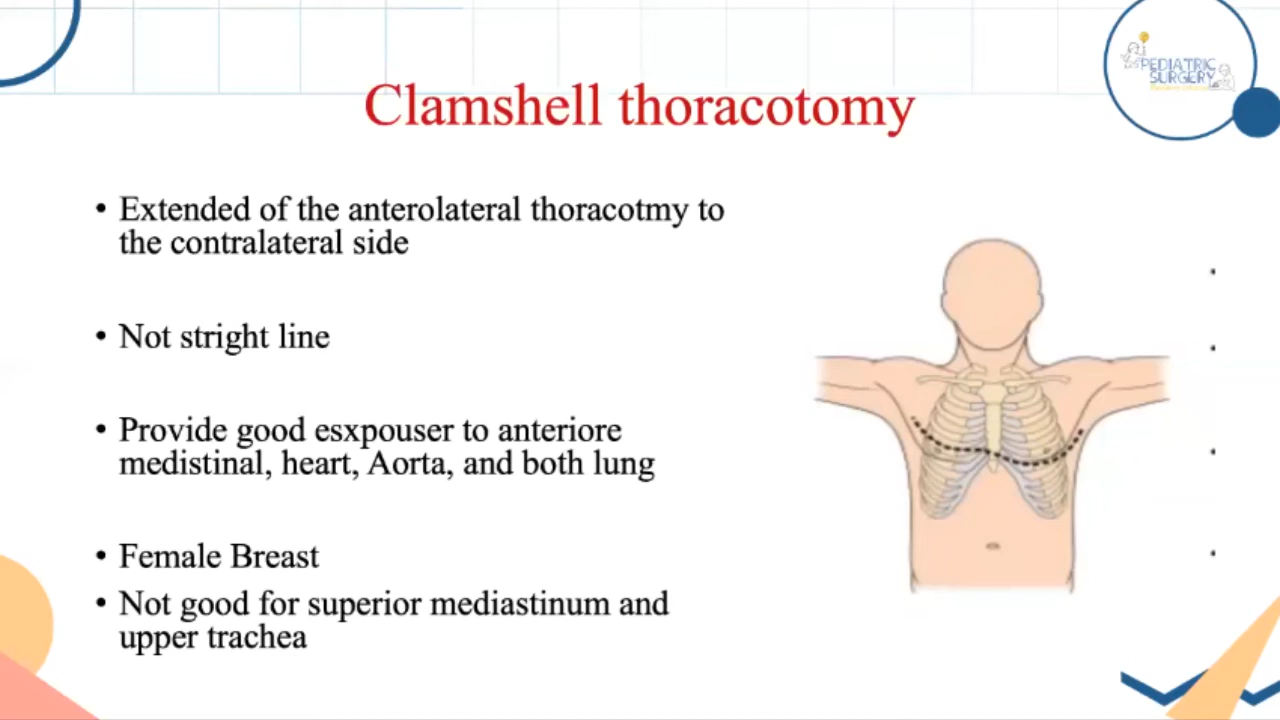 PEDIATRIC
SURGERY
Clamshell thoracotomy
• Extended of the anterolateral thoracotmy to
the contralateral side
• Not stright line
• Provide good esxpouser to anteriore
medistinal, heart, Aorta, and both lung
• Female Breast
• Not good for superior mediastinum and
upper trachea